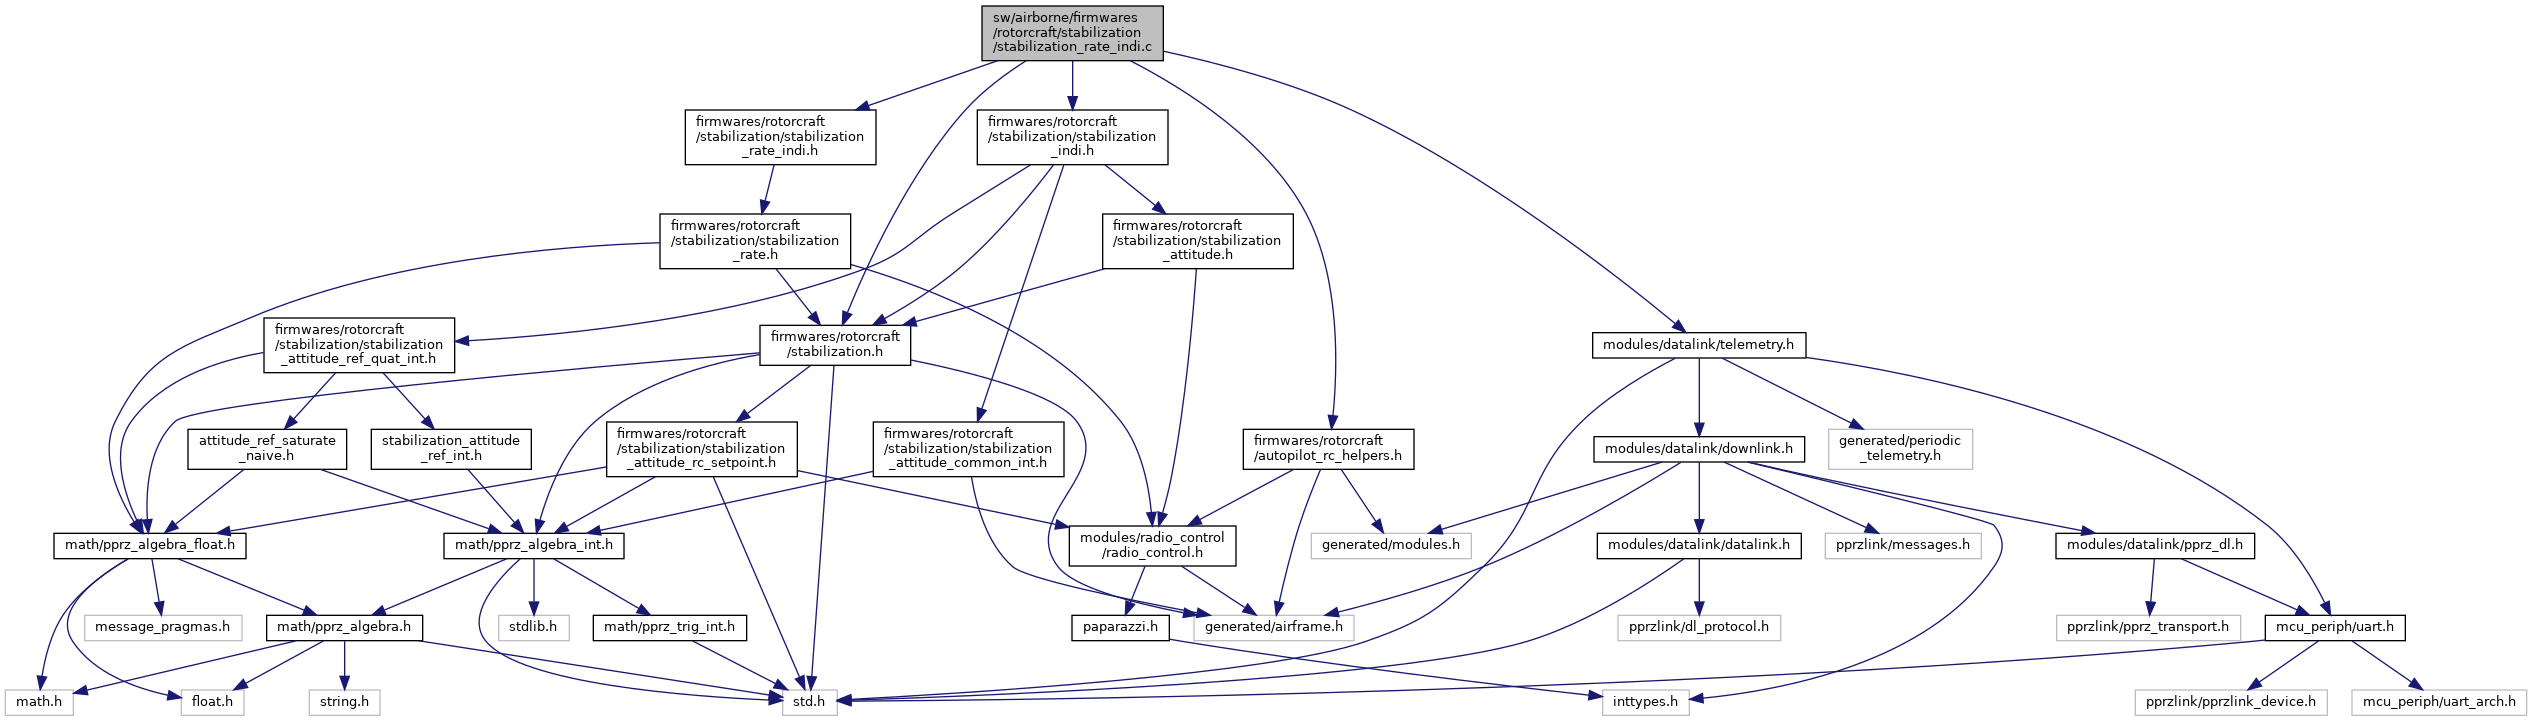 sw/airborne/firmwares
/rotorcraft/stabilization
/stabilization_rate_indi.c
firmwares/rotorcraft
/stabilization/stabilization
_rate_indi.h
firmwares/rotorcraft
/stabilization/stabilization
_indi.h
firmwares/rotorcraft
/stabilization/stabilization
_rate.h
firmwares/rotorcraft
/stabilization/stabilization
_attitude.h
firmwares/rotorcraft
/stabilization/stabilization
_attitude_ref_quat_int.h
firmwares/rotorcraft
/stabilization.h
modules/datalink/telemetry.h
attitude_ref_saturate
_naive.h
stabilization_attitude
_ref_int.h
firmwares/rotorcraft
/stabilization/stabilization
_attitude_rc_setpoint.h
firmwares/rotorcraft
/stabilization/stabilization
_attitude_common_int.h
firmwares/rotorcraft
/autopilot_rc_helpers.h
modules/datalink/downlink.h
generated/periodic
_telemetry.h
math/pprz_algebra_float.h
math/pprz_algebra_int.h
modules/radio_control
/radio_control.h
generated/modules.h
modules/datalink/datalink.h
pprzlink/messages.h
modules/datalink/pprz_dl.h
message_pragmas.h
math/pprz_algebra.h
stdlib.h
math/pprz_trig_int.h
paparazzi.h
generated/airframe.h
pprzlink/dl_protocol.h
pprzlink/pprz_transport.h
mcu_periph/uart.h
math.h
float.h
string.h
std.h
inttypes.h
pprzlink/pprzlink_device.h
mcu_periph/uart_arch.h